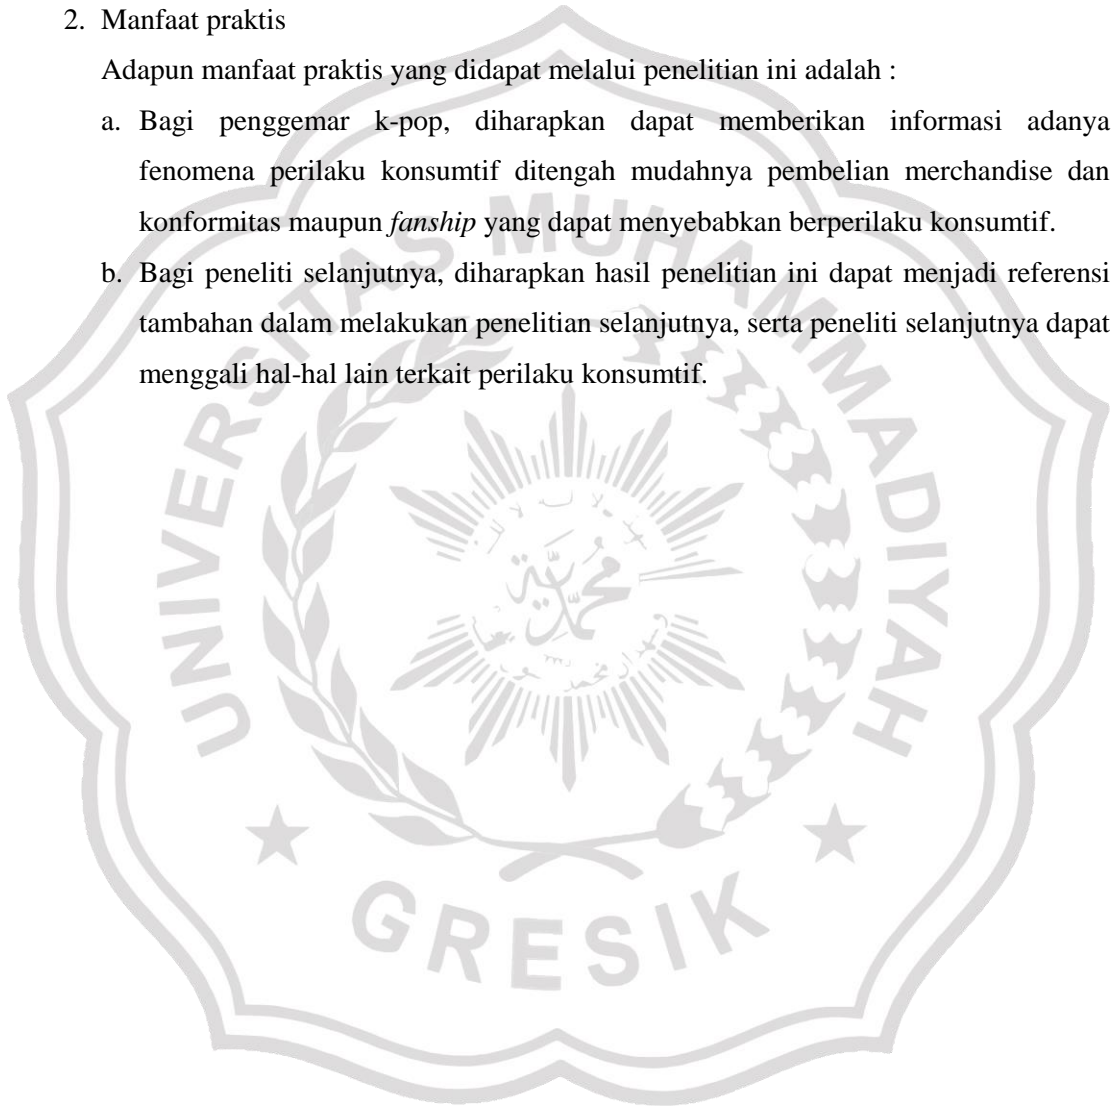 2. Manfaat praktis
Adapun manfaat praktis yang didapat melalui penelitian ini adalah :
a. Bagi penggemar k-pop, diharapkan dapat memberikan informasi adanya
fenomena perilaku konsumtif ditengah mudahnya pembelian merchandise dan
konformitas maupun fanship yang dapat menyebabkan berperilaku konsumtif.
b. Bagi peneliti selanjutnya, diharapkan hasil penelitian ini dapat menjadi referensi
tambahan dalam melakukan penelitian selanjutnya, serta peneliti selanjutnya dapat
menggali hal-hal lain terkait perilaku konsumtif.
UNIVERSITAS MUHAMMADIYAH
محمدية
GRESIK